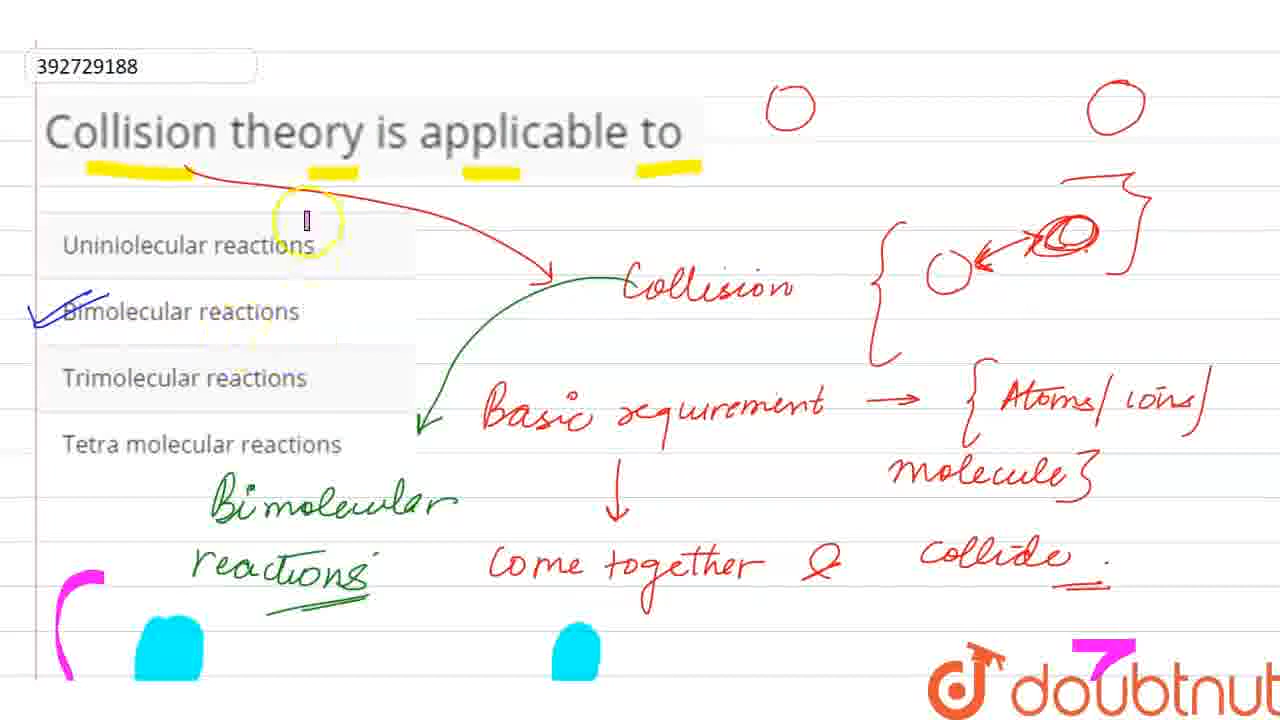 392729188
Collision theory is applicable to
Uniniolecular reactions
Bimolecular reactions
Trimolecular reactions
Tetra molecular reactions
Collision
Basic requirement → { Atoms/ ions/
molecule}
Come together & collide.
Bimolecular
reactions
doubtnut